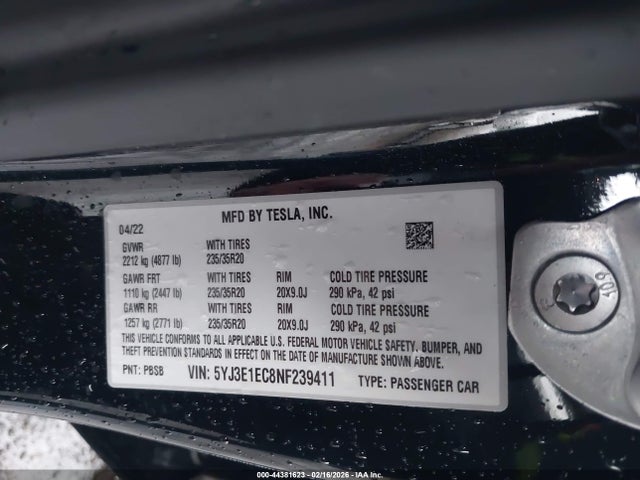 04/22 MFD BY TESLA, INC.
GVWR WITH TIRES
2212 kg (4877 lb) 235/35R20
GAWR FRT WITH TIRES RIM COLD TIRE PRESSURE
1110 kg (2447 lb) 235/35R20 20X9.0J 290 kPa, 42 psi
GAWR RR WITH TIRES RIM COLD TIRE PRESSURE
1257 kg (2771 lb) 235/35R20 20X9.0J 290 kPa, 42 psi
THIS VEHICLE CONFORMS TO ALL APPLICABLE U.S. FEDERAL MOTOR VEHICLE SAFETY, BUMPER, AND
THEFT PREVENTION STANDARDS IN EFFECT ON THE DATE OF MANUFACTURE SHOWN ABOVE.
PNT: PBSB VIN: 5YJ3E1EC8NF239411 TYPE: PASSENGER CAR
000-44381623 - 02/16/2026 - © IAA Inc.